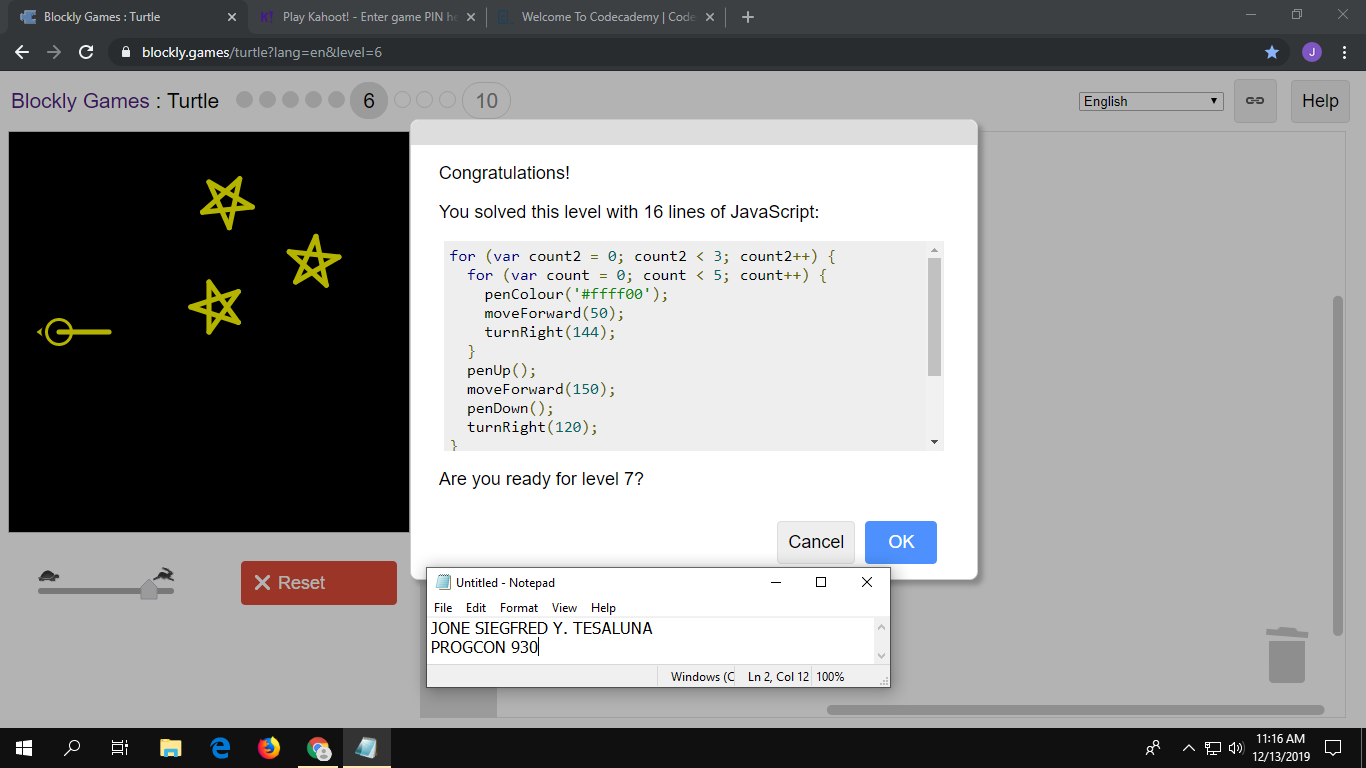 Blockly Games : Turtle
Play Kahoot! - Enter game PIN he
Welcome To Codecademy | Code
blockly.games/turtle?lang=en&level=6
J
Blockly Games : Turtle
6
10
English
Help
Congratulations!
You solved this level with 16 lines of JavaScript:
for (var count2 = 0; count2 < 3; count2++) {
for (var count = 0; count < 5; count++) {
penColour('#ffff00');
moveForward(50);
turnRight(144);
}
penUp();
moveForward(150);
penDown();
turnRight(120);
}
Are you ready for level 7?
Cancel
OK
Reset
Untitled - Notepad
File Edit Format View Help
JONE SIEGFRED Y. TESALUNA
PROGCON 930
Windows (C
Ln 2, Col 12
100%
11:16 AM
12/13/2019